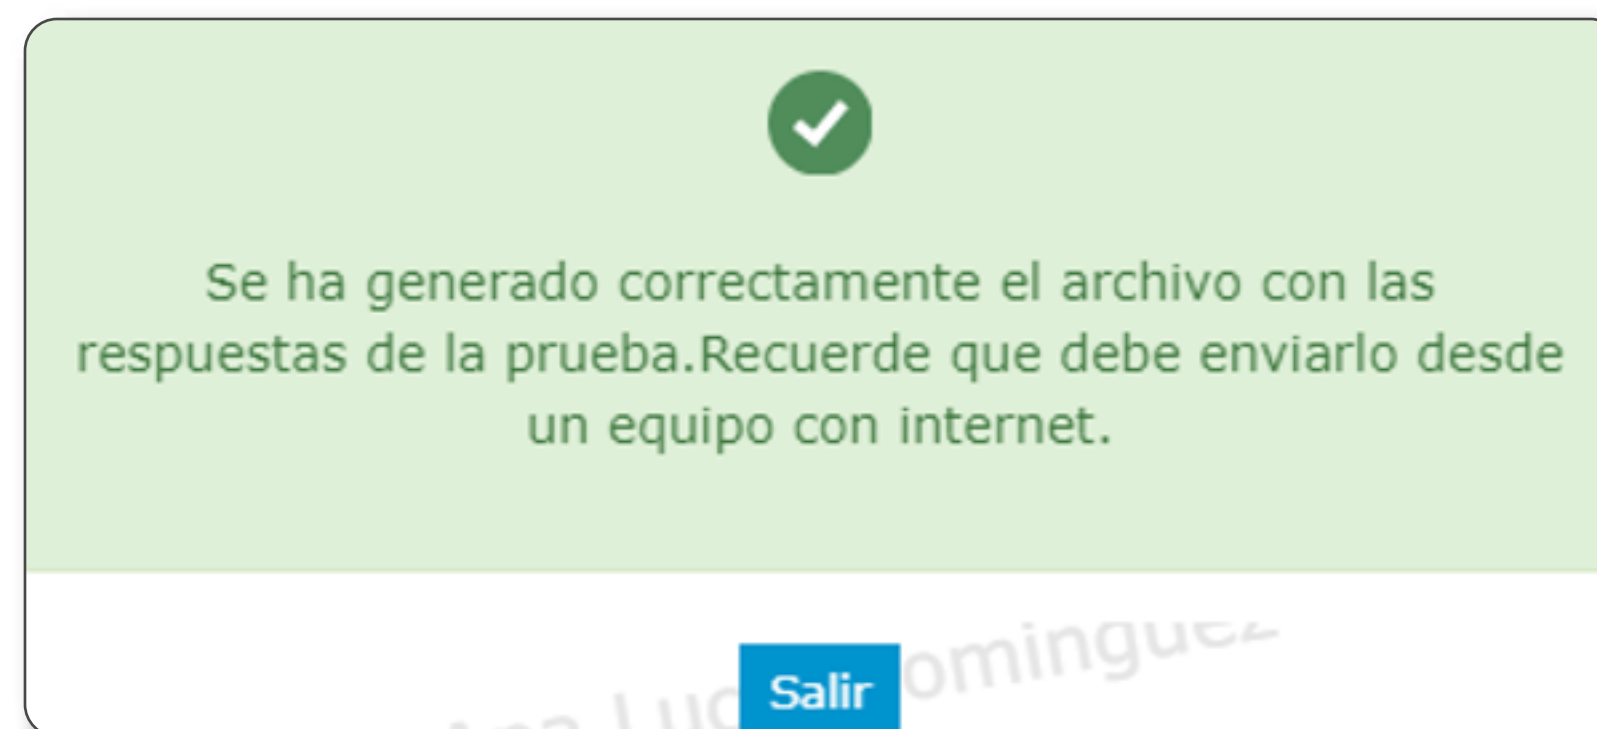 Se ha generado correctamente el archivo con las
respuestas de la prueba.Recuerde que debe enviarlo desde
un equipo con internet.
Salir